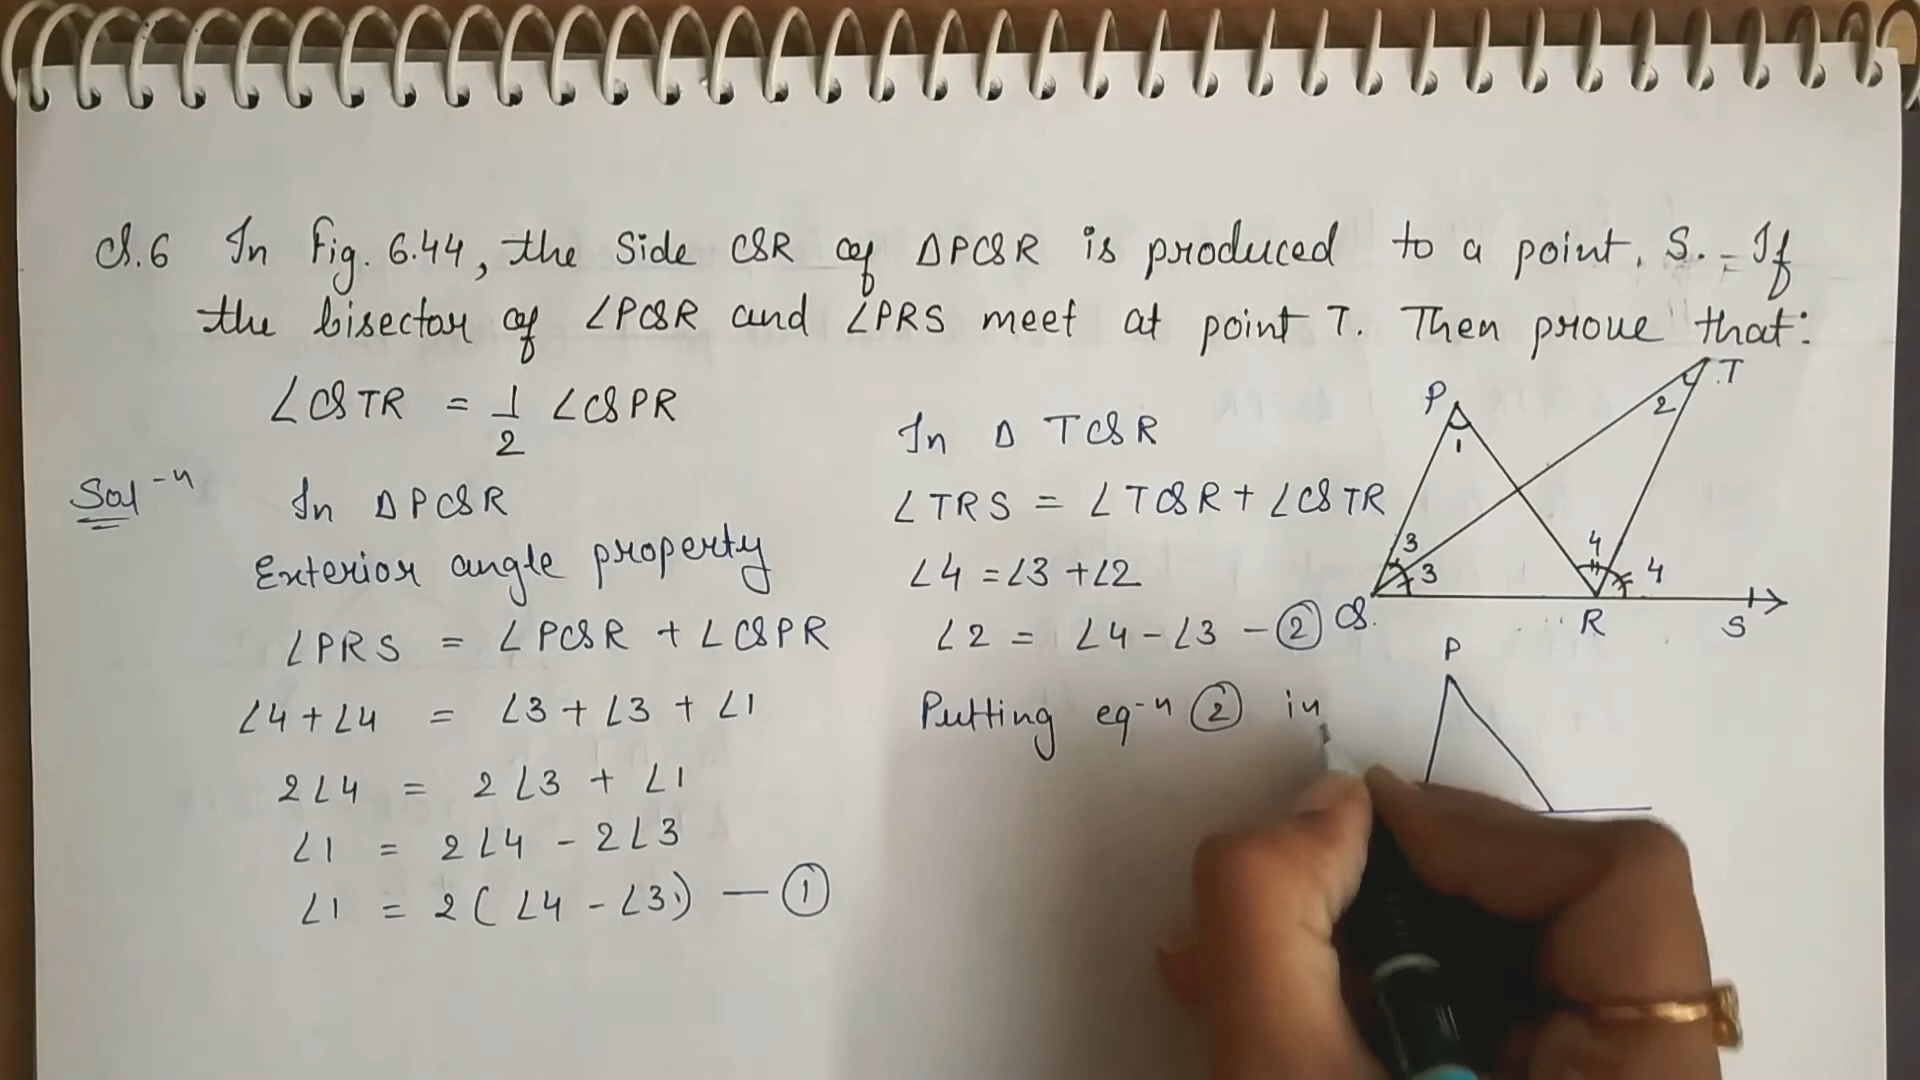 Q.6 In Fig. 6.44, the Side QR of ΔPQR is produced to a point, S. - If
the bisector of ∠PQR and ∠PRS meet at point T. Then prove that:
∠QTR = 1/2 ∠QPR
Sol-n In ΔPQR
Exterior angle property
∠PRS = ∠PQR + ∠QPR
∠4 + ∠4 = ∠3 + ∠3 + ∠1
2∠4 = 2∠3 + ∠1
∠1 = 2∠4 - 2∠3
∠1 = 2(∠4 - ∠3) — ①
In Δ TQR
∠TRS = ∠TQR + ∠QTR
∠4 = ∠3 + ∠2
∠2 = ∠4 - ∠3 - ②
Putting eq-n ② in
P
1
T
2
3
3
4
4
Q
R
S
P